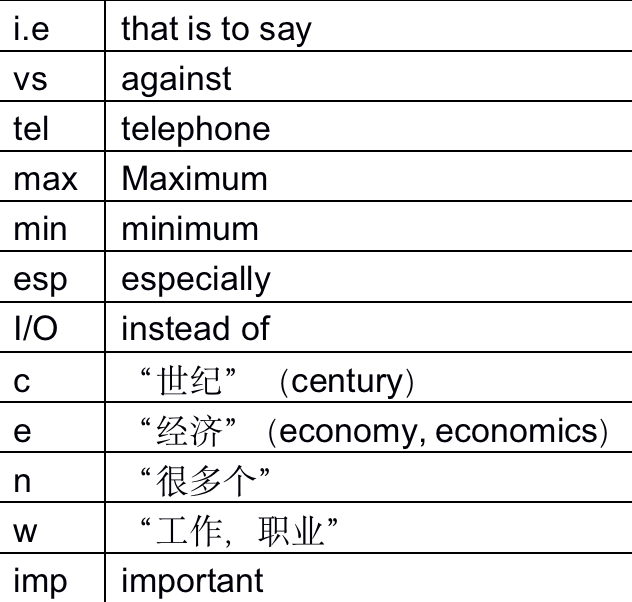 i.e that is to say
vs against
tel telephone
max Maximum
min minimum
esp especially
I/O instead of
c “世纪” （century）
e “经济”（economy, economics）
n “很多个”
w “工作，职业”
imp important